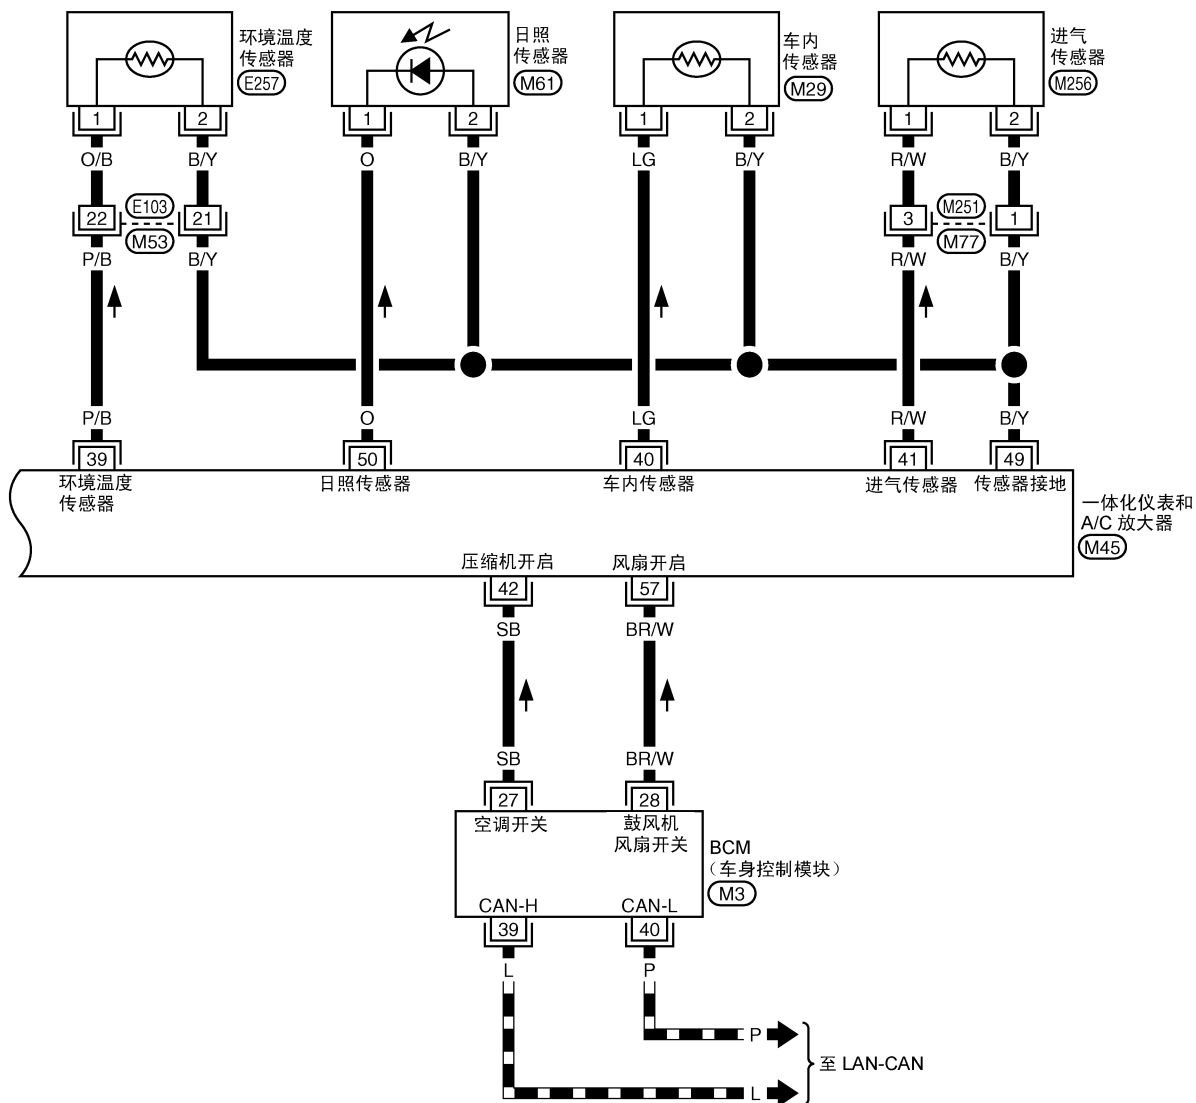 环境温度
传感器
E257
日照
传感器
M61
车内
传感器
M29
进气
传感器
M256
1
2
1
2
1
2
1
2
O/B
B/Y
O
B/Y
LG
B/Y
R/W
B/Y
22
E103
M53
21
3
M251
M77
1
P/B
B/Y
R/W
B/Y
P/B
O
LG
R/W
B/Y
39
50
40
41
49
环境温度
传感器
日照传感器
车内传感器
进气传感器
传感器接地
一体化仪表和
A/C 放大器
M45
压缩机开启
风扇开启
42
57
SB
BR/W
SB
BR/W
27
28
空调开关
鼓风机
风扇开关
BCM
(车身控制模块)
M3
CAN-H
CAN-L
39
40
L
P
P
至 LAN-CAN
L